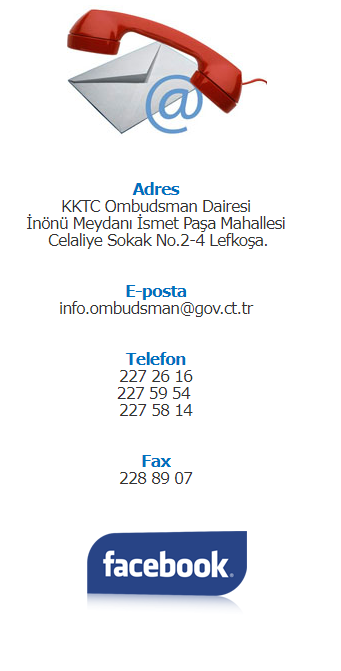 @
Adres
KKTC Ombudsman Dairesi
İnönü Meydanı İsmet Paşa Mahallesi
Celaliye Sokak No.2-4 Lefkoşa.
E-posta
info.ombudsman@gov.ct.tr
Telefon
227 26 16
227 59 54
227 58 14
Fax
228 89 07
facebook